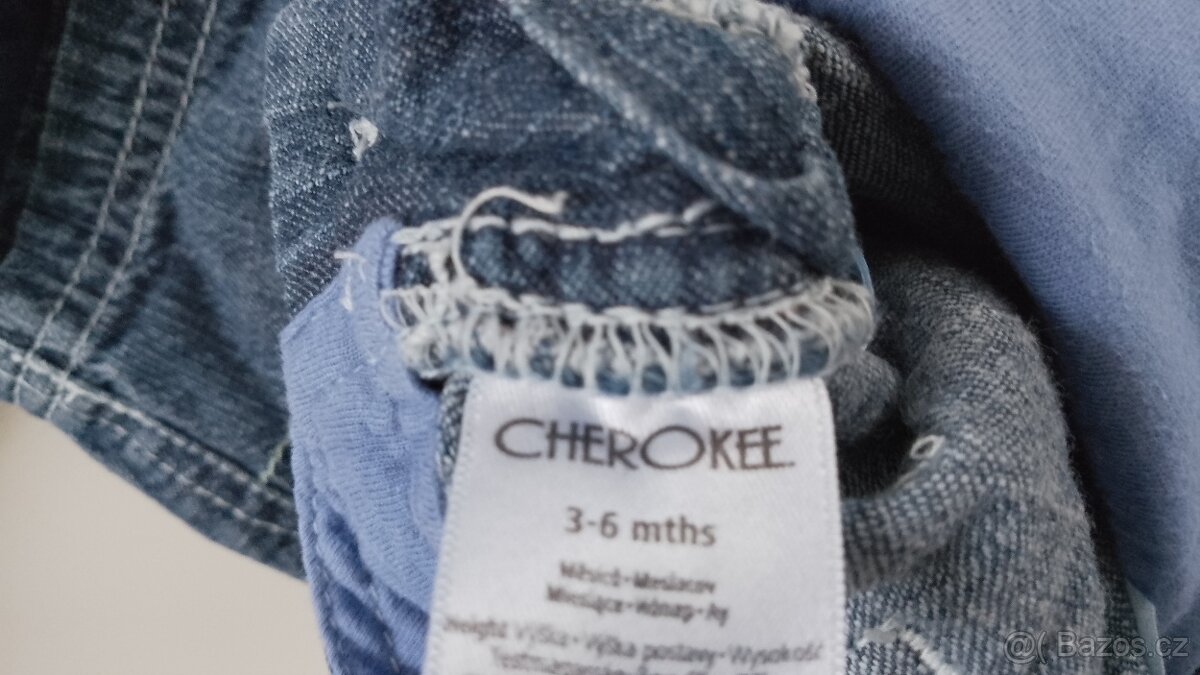 CHEROKEE
3-6 mths
Měsíců•Mesiacov
Miesiące•Hónap•Ay
Height Výška•Výška postavy•Wysokość
@( Bazos.cz